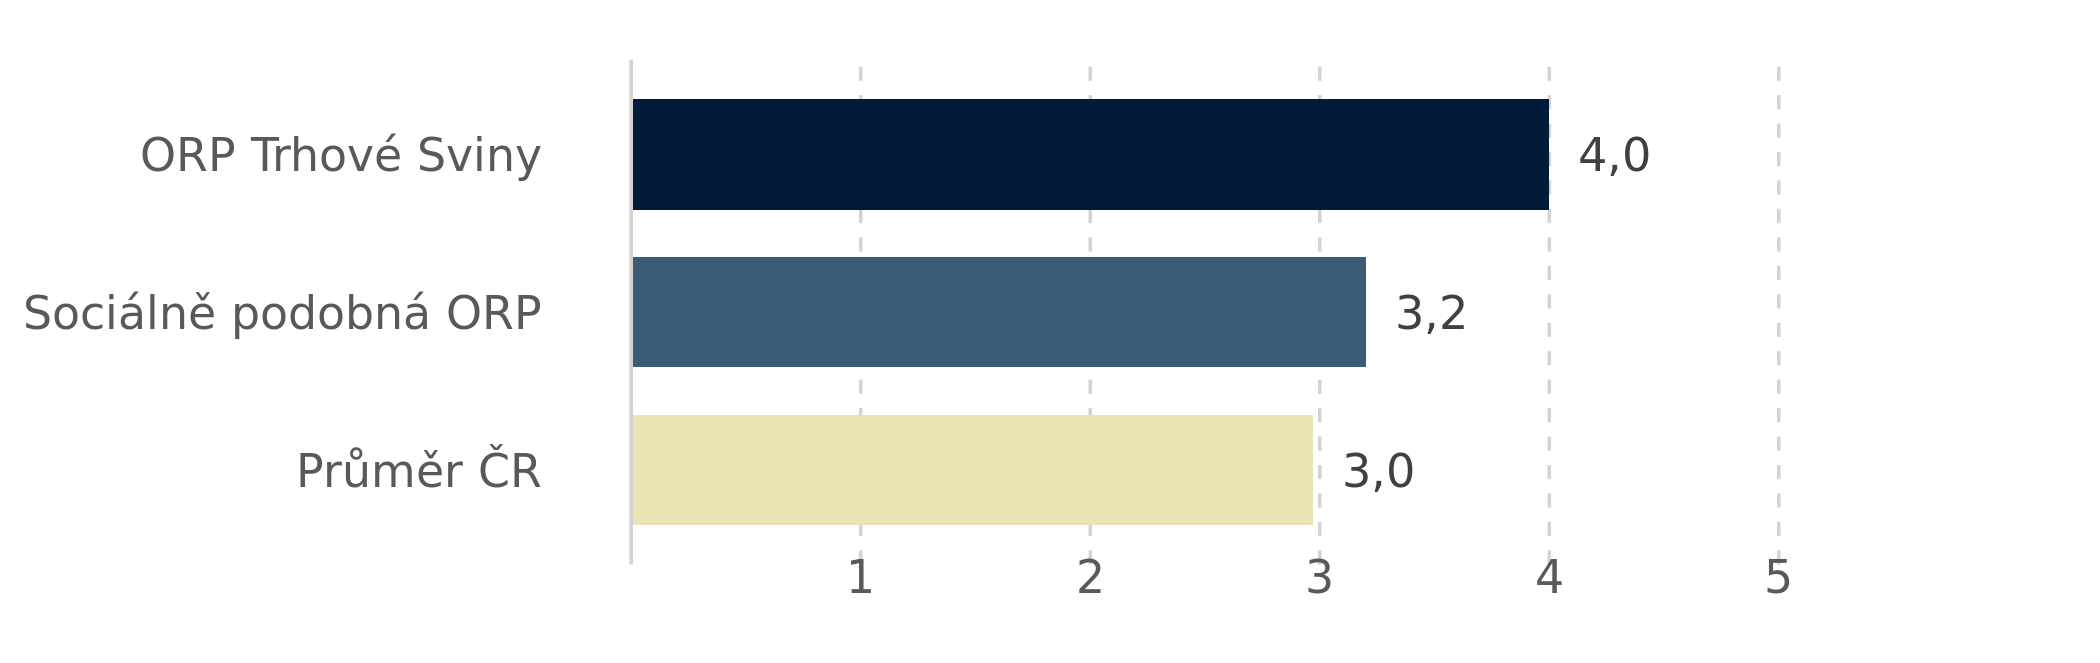 ORP Trhové Sviny 4,0
Sociálně podobná ORP 3,2
Průměr ČR 3,0
1 2 3 4 5